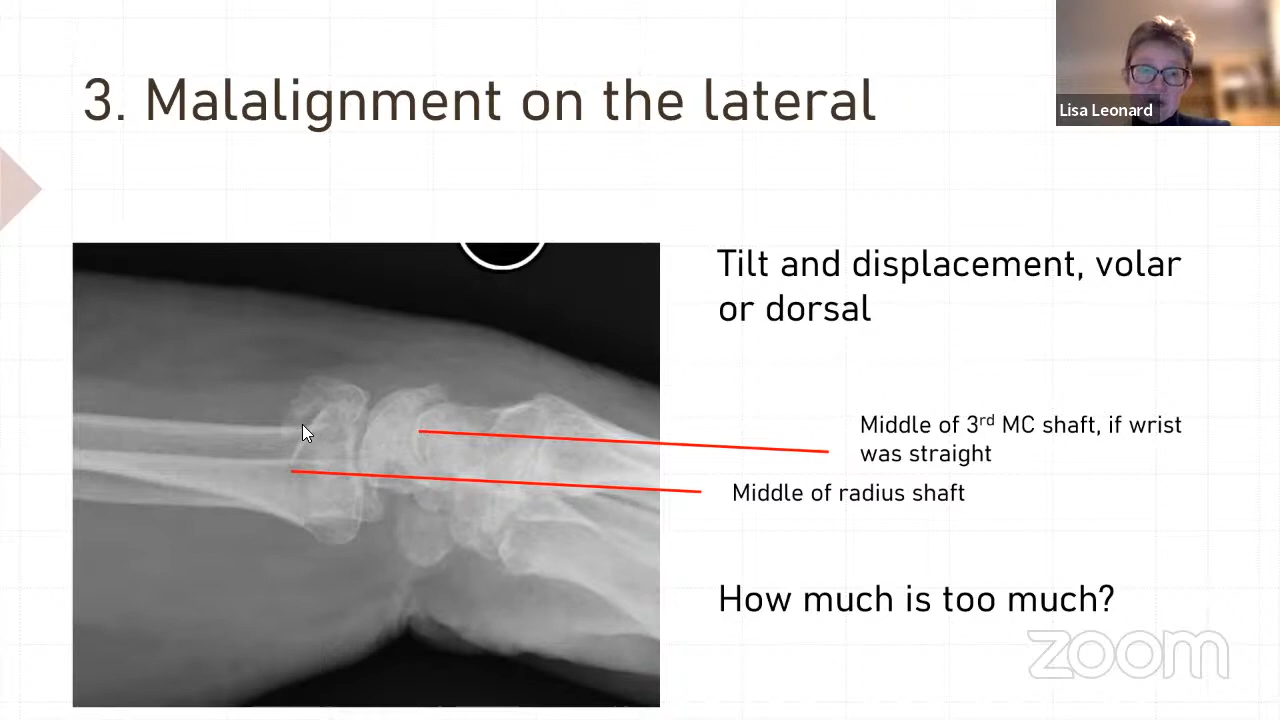 3. Malalignment on the lateral
Lisa Leonard
Tilt and displacement, volar
or dorsal
Middle of 3rd MC shaft, if wrist
was straight
Middle of radius shaft
How much is too much?
zoom